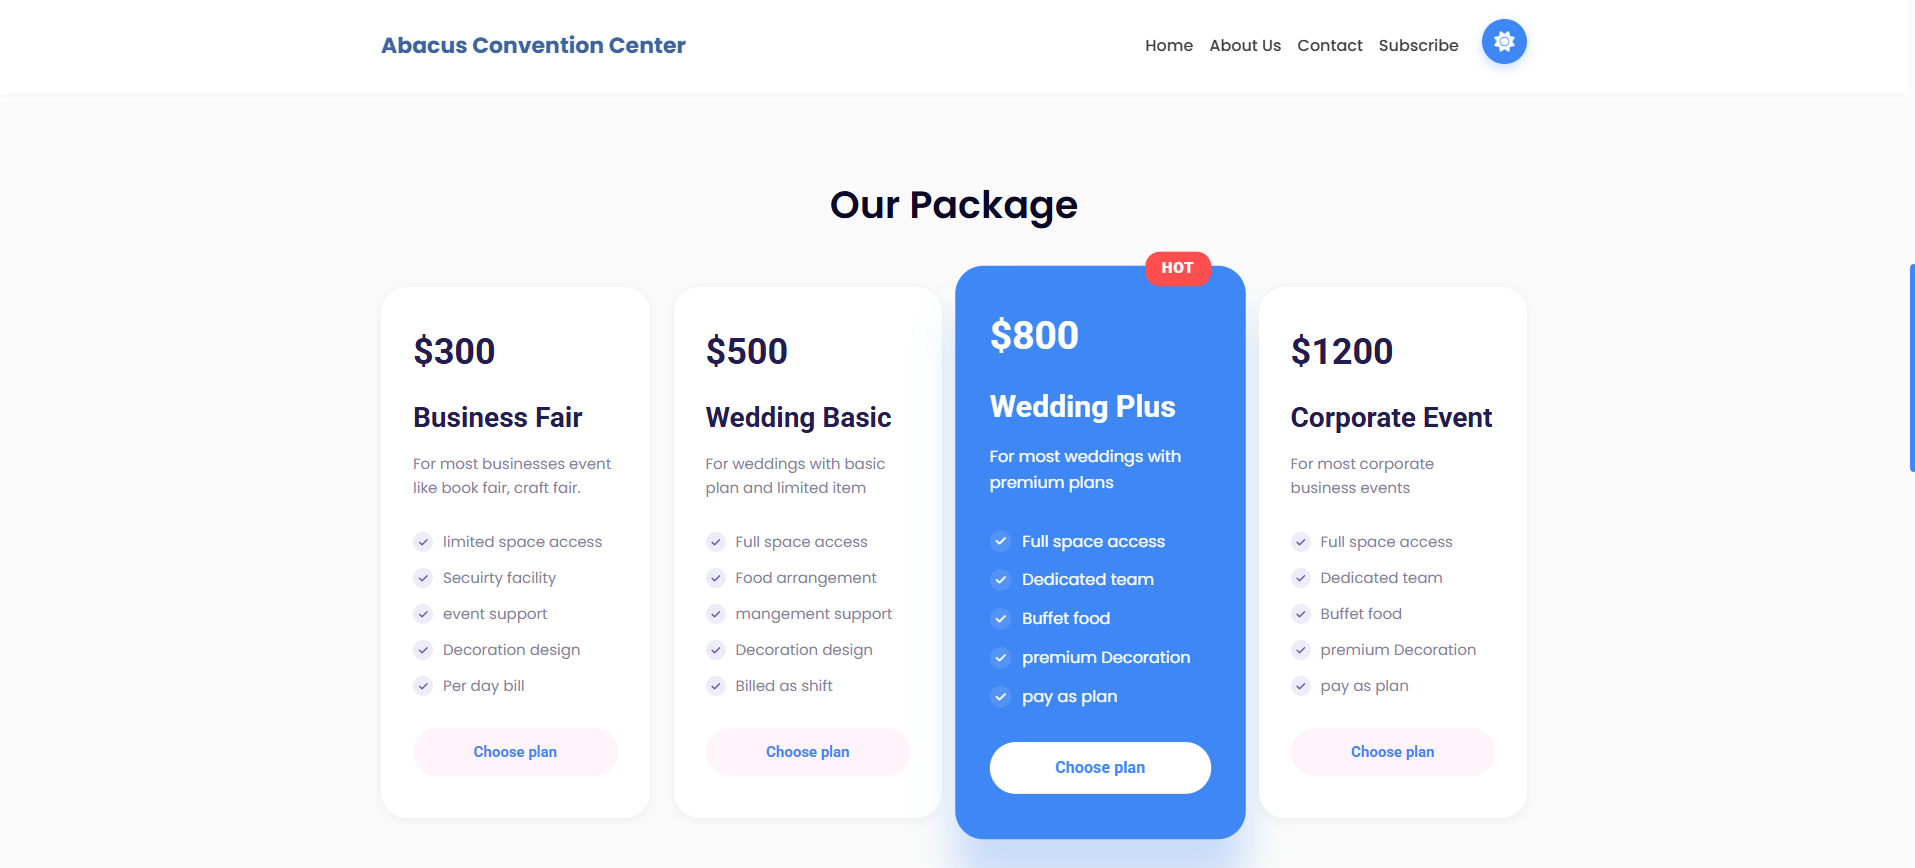 Abacus Convention Center
Home About Us Contact Subscribe
Our Package
$300
Business Fair
For most businesses event
like book fair, craft fair.
limited space access
Secuirty facility
event support
Decoration design
Per day bill
Choose plan
$500
Wedding Basic
For weddings with basic
plan and limited item
Full space access
Food arrangement
mangement support
Decoration design
Billed as shift
Choose plan
HOT
$800
Wedding Plus
For most weddings with
premium plans
Full space access
Dedicated team
Buffet food
premium Decoration
pay as plan
Choose plan
$1200
Corporate Event
For most corporate
business events
Full space access
Dedicated team
Buffet food
premium Decoration
pay as plan
Choose plan